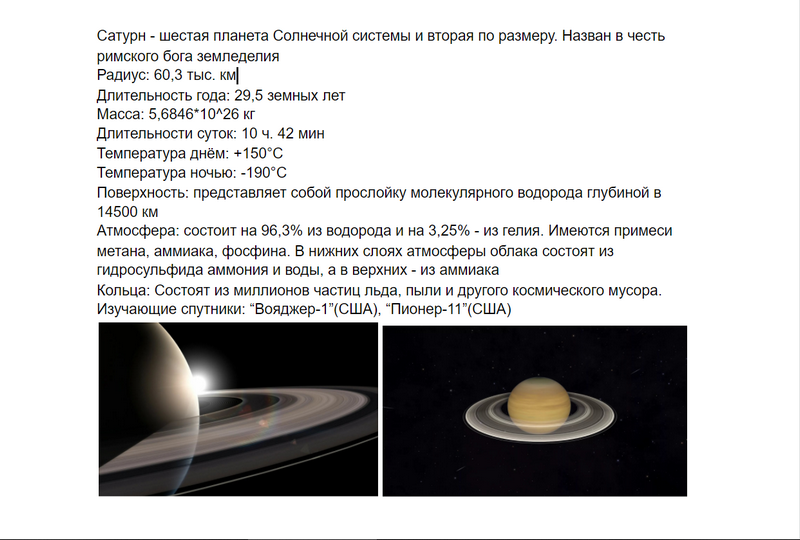 Сатурн - шестая планета Солнечной системы и вторая по размеру. Назван в честь
римского бога земледелия
Радиус: 60,3 тыс. км
Длительность года: 29,5 земных лет
Масса: 5,6846*10^26 кг
Длительности суток: 10 ч. 42 мин
Температура днём: +150°C
Температура ночью: -190°C
Поверхность: представляет собой прослойку молекулярного водорода глубиной в
14500 км
Атмосфера: состоит на 96,3% из водорода и на 3,25% - из гелия. Имеются примеси
метана, аммиака, фосфина. В нижних слоях атмосферы облака состоят из
гидросульфида аммония и воды, а в верхних - из аммиака
Кольца: Состоят из миллионов частиц льда, пыли и другого космического мусора.
Изучающие спутники: “Вояджер-1”(США), “Пионер-11”(США)